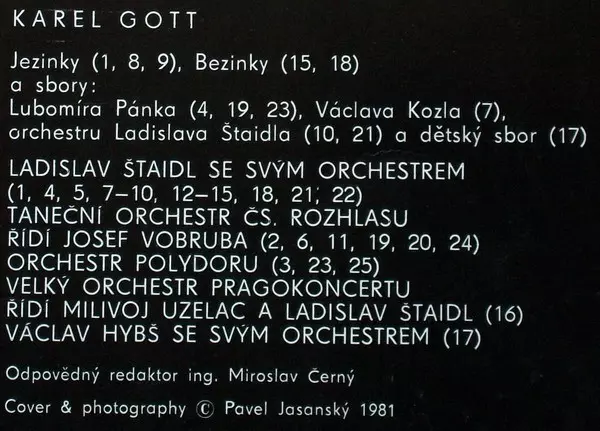 KAREL GOTT
Jezinky (1, 8, 9), Bezinky (15, 18)
a sbory:
Lubomíra Pánka (4, 19, 23), Václava Kozla (7),
orchestru Ladislava Štaidla (10, 21) a dětský sbor (17)
LADISLAV ŠTAIDL SE SVÝM ORCHESTREM
(1, 4, 5, 7–10, 12–15, 18, 21, 22)
TANEČNÍ ORCHESTR ČS. ROZHLASU
ŘÍDÍ JOSEF VOBRUBA (2, 6, 11, 19, 20, 24)
ORCHESTR POLYDORU (3, 23, 25)
VELKÝ ORCHESTR PRAGOKONCERTU
ŘÍDÍ MILIVOJ UZELAC A LADISLAV ŠTAIDL (16)
VÁCLAV HYBŠ SE SVÝM ORCHESTREM (17)
Odpovědný redaktor ing. Miroslav Černý
Cover & photography © Pavel Jasanský 1981